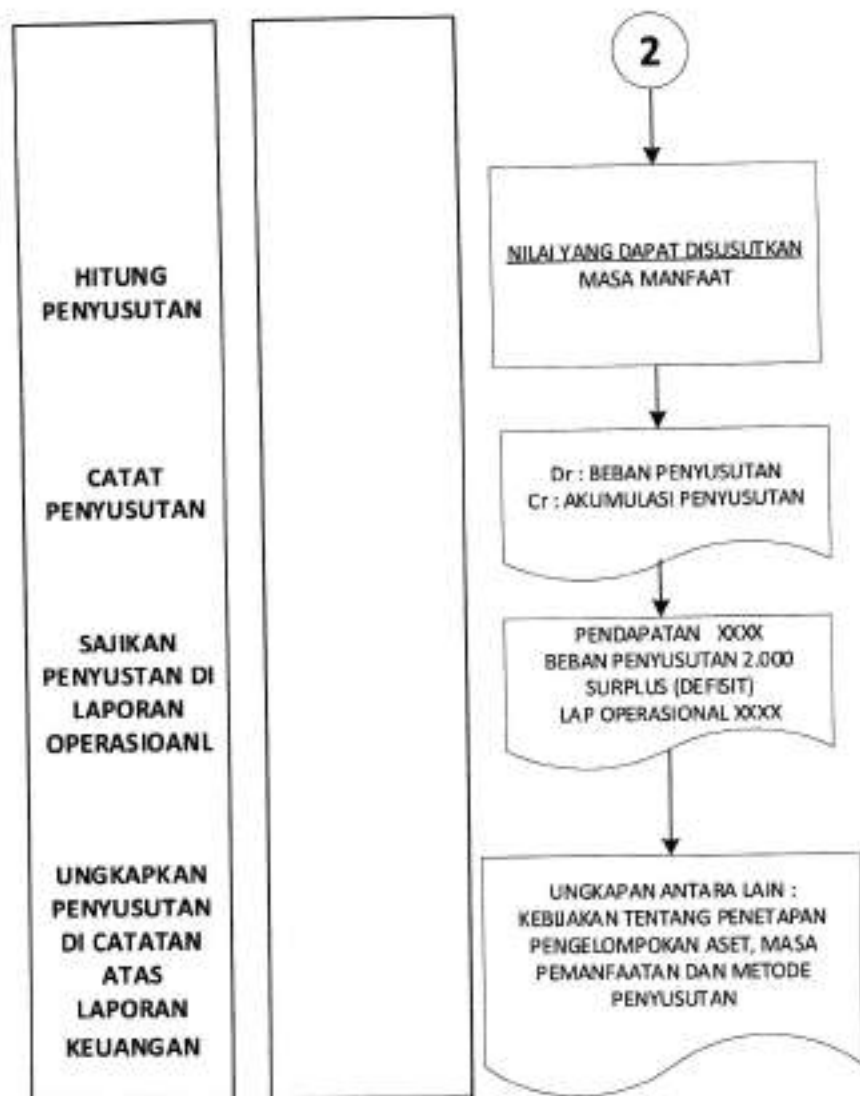 2
HITUNG
PENYUSUTAN
NILAI YANG DAPAT DISUSUTKAN
MASA MANFAAT
CATAT
PENYUSUTAN
Dr : BEBAN PENYUSUTAN
Cr : AKUMULASI PENYUSUTAN
SAJIKAN
PENYUSTAN DI
LAPORAN
OPERASIOANL
PENDAPATAN XXXX
BEBAN PENYUSUTAN 2.000
SURPLUS (DEFISIT)
LAP OPERASIONAL XXXX
UNGKAPKAN
PENYUSUTAN
DI CATATAN
ATAS
LAPORAN
KEUANGAN
UNGKAPAN ANTARA LAIN :
KEBIJAKAN TENTANG PENETAPAN
PENGELOMPOKAN ASET, MASA
PEMANFAATAN DAN METODE
PENYUSUTAN